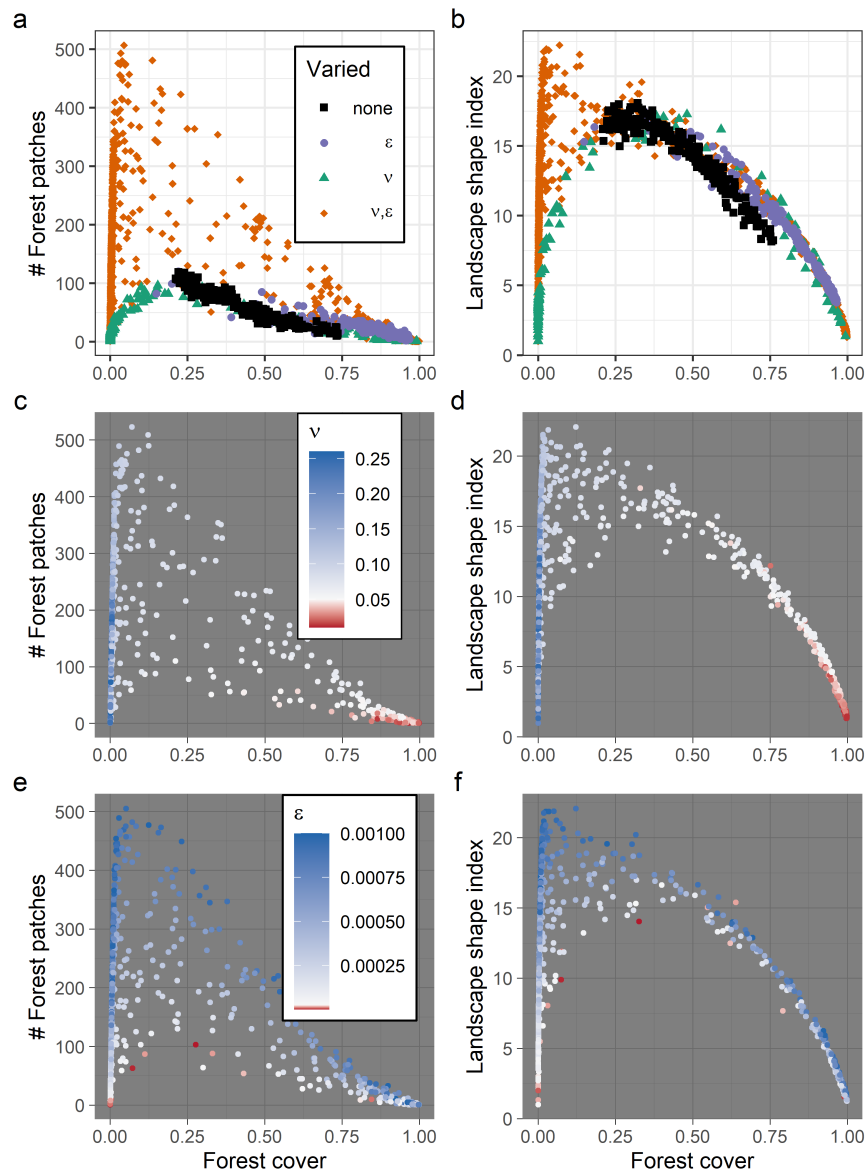 a
# Forest patches
500
400
300
200
100
0
0.00 0.25 0.50 0.75 1.00
Varied
none
ε
ν
ν,ε
b
Landscape shape index
20
15
10
5
0
0.00 0.25 0.50 0.75 1.00
c
# Forest patches
500
400
300
200
100
0
0.00 0.25 0.50 0.75 1.00
ν
0.25
0.20
0.15
0.10
0.05
d
Landscape shape index
20
15
10
5
0
0.00 0.25 0.50 0.75 1.00
e
# Forest patches
500
400
300
200
100
0
0.00 0.25 0.50 0.75 1.00
Forest cover
ε
0.00100
0.00075
0.00050
0.00025
f
Landscape shape index
20
15
10
5
0
0.00 0.25 0.50 0.75 1.00
Forest cover